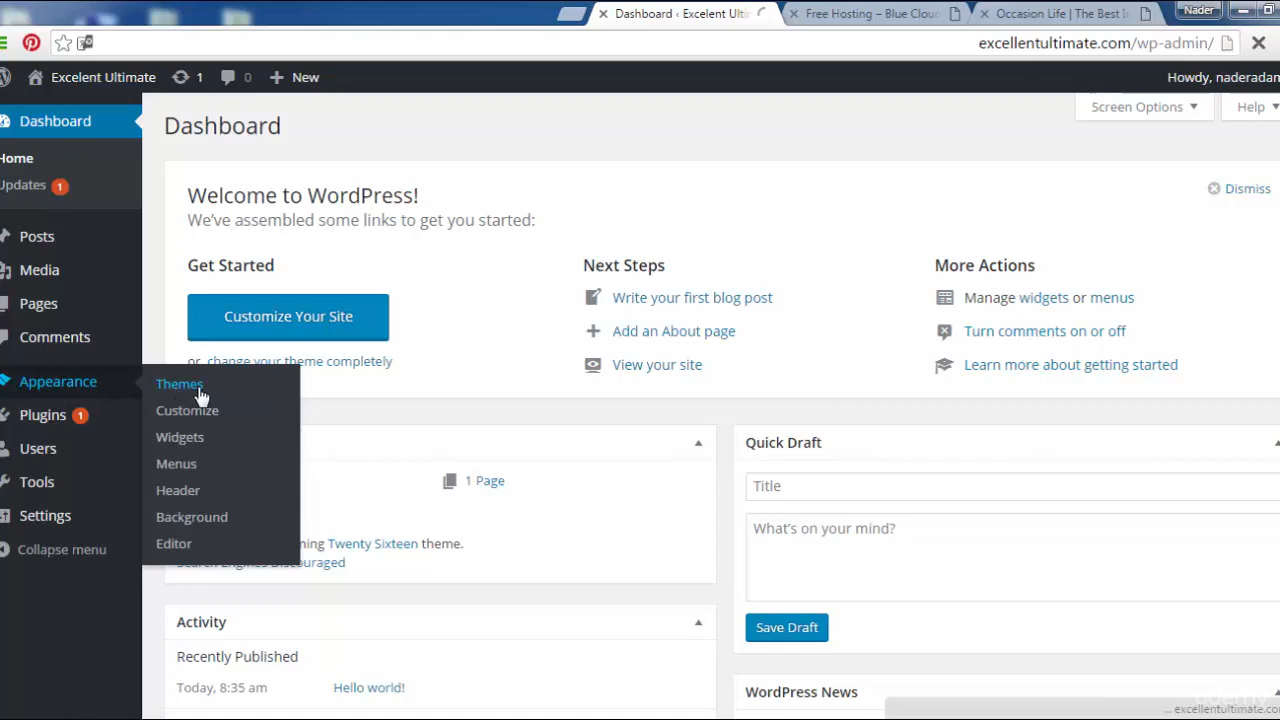 Dashboard ‹ Excelent Ulti
Free Hosting – Blue Clou
Occasion Life | The Best In
Nader
excellentultimate.com/wp-admin/
Excelent Ultimate
1
0
New
Howdy, naderadam
Dashboard
Screen Options
Help
Dashboard
Home
Updates 1
Posts
Media
Pages
Comments
Appearance
Plugins 1
Users
Tools
Settings
Collapse menu
Themes
Customize
Widgets
Menus
Header
Background
Editor
Welcome to WordPress!
Dismiss
We've assembled some links to get you started:
Get Started
Customize Your Site
or, change your theme completely
Next Steps
Write your first blog post
Add an About page
View your site
More Actions
Manage widgets or menus
Turn comments on or off
Learn more about getting started
1 Page
Twenty Sixteen theme.
Search Engines Discouraged
Activity
Recently Published
Today, 8:35 am
Hello world!
Quick Draft
Title
What's on your mind?
Save Draft
WordPress News
... excellentultimate.co
udemy